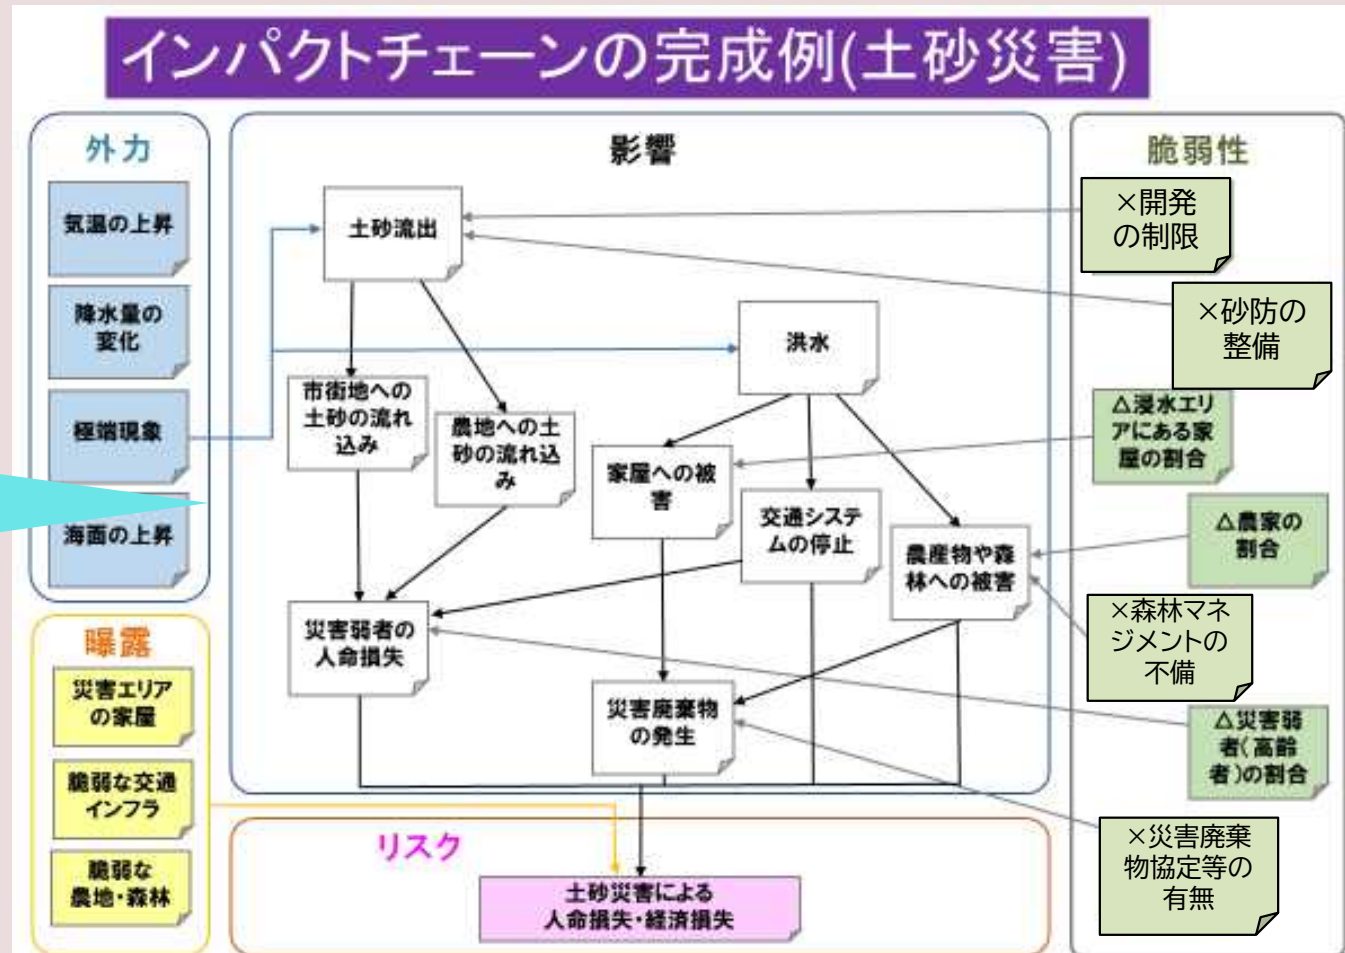 インパクトチェーンの完成例(土砂災害)
外力
気温の上昇
降水量の
変化
極端現象
海面の上昇
曝露
災害エリア
の家屋
脆弱な交通
インフラ
脆弱な
農地・森林
影響
土砂流出
洪水
市街地への
土砂の流れ
込み
農地への土
砂の流れ込
み
家屋への被
害
交通システ
ムの停止
農産物や森
林への被害
災害弱者の
人命損失
災害廃棄物
の発生
リスク
土砂災害による
人命損失・経済損失
脆弱性
×開発
の制限
×砂防の
整備
△浸水エリ
アにある家
屋の割合
△農家の
割合
×森林マネ
ジメントの
不備
△災害弱
者(高齢
者)の割合
×災害廃棄
物協定等の
有無